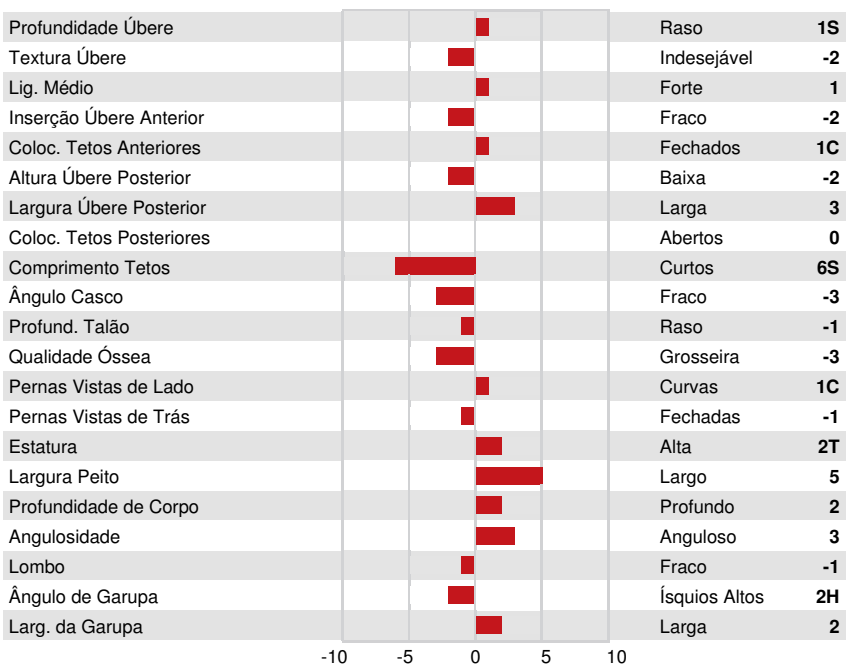 Profundidade Úbere Raso 1S
Textura Úbere Indesejável -2
Lig. Médio Forte 1
Inserção Úbere Anterior Fraco -2
Coloc. Tetos Anteriores Fechados 1C
Altura Úbere Posterior Baixa -2
Largura Úbere Posterior Larga 3
Coloc. Tetos Posteriores Abertos 0
Comprimento Tetos Curtos 6S
Ângulo Casco Fraco -3
Profund. Talão Raso -1
Qualidade Óssea Grosseira -3
Pernas Vistas de Lado Curvas 1C
Pernas Vistas de Trás Fechadas -1
Estatura Alta 2T
Largura Peito Largo 5
Profundidade de Corpo Profundo 2
Angulosidade Anguloso 3
Lombo Fraco -1
Ângulo de Garupa Ísquios Altos 2H
Larg. da Garupa Larga 2
-10 -5 0 5 10